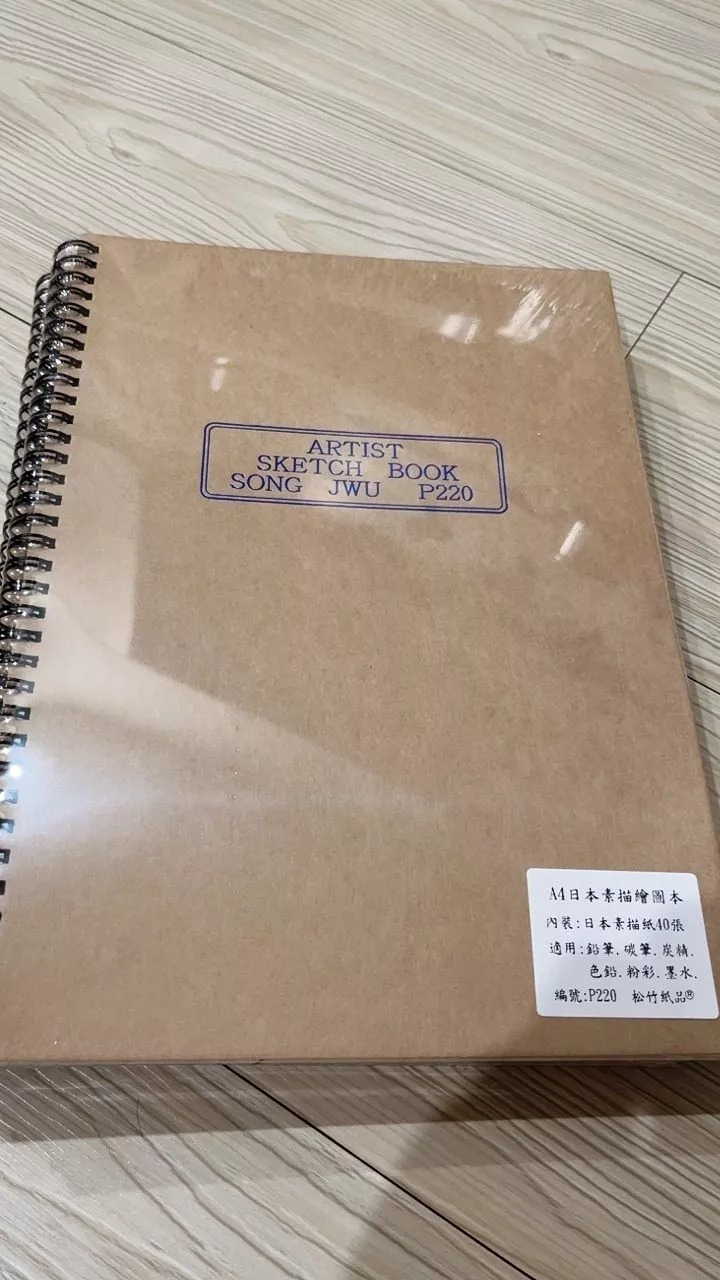 ARTIST
SKETCH BOOK
SONG JWU P220
A4日本素描繪圖本
內裝:日本素描紙40張
適用:鉛筆.碳筆.炭精.
色鉛.粉彩.墨水.
編號:P220 松竹紙品®